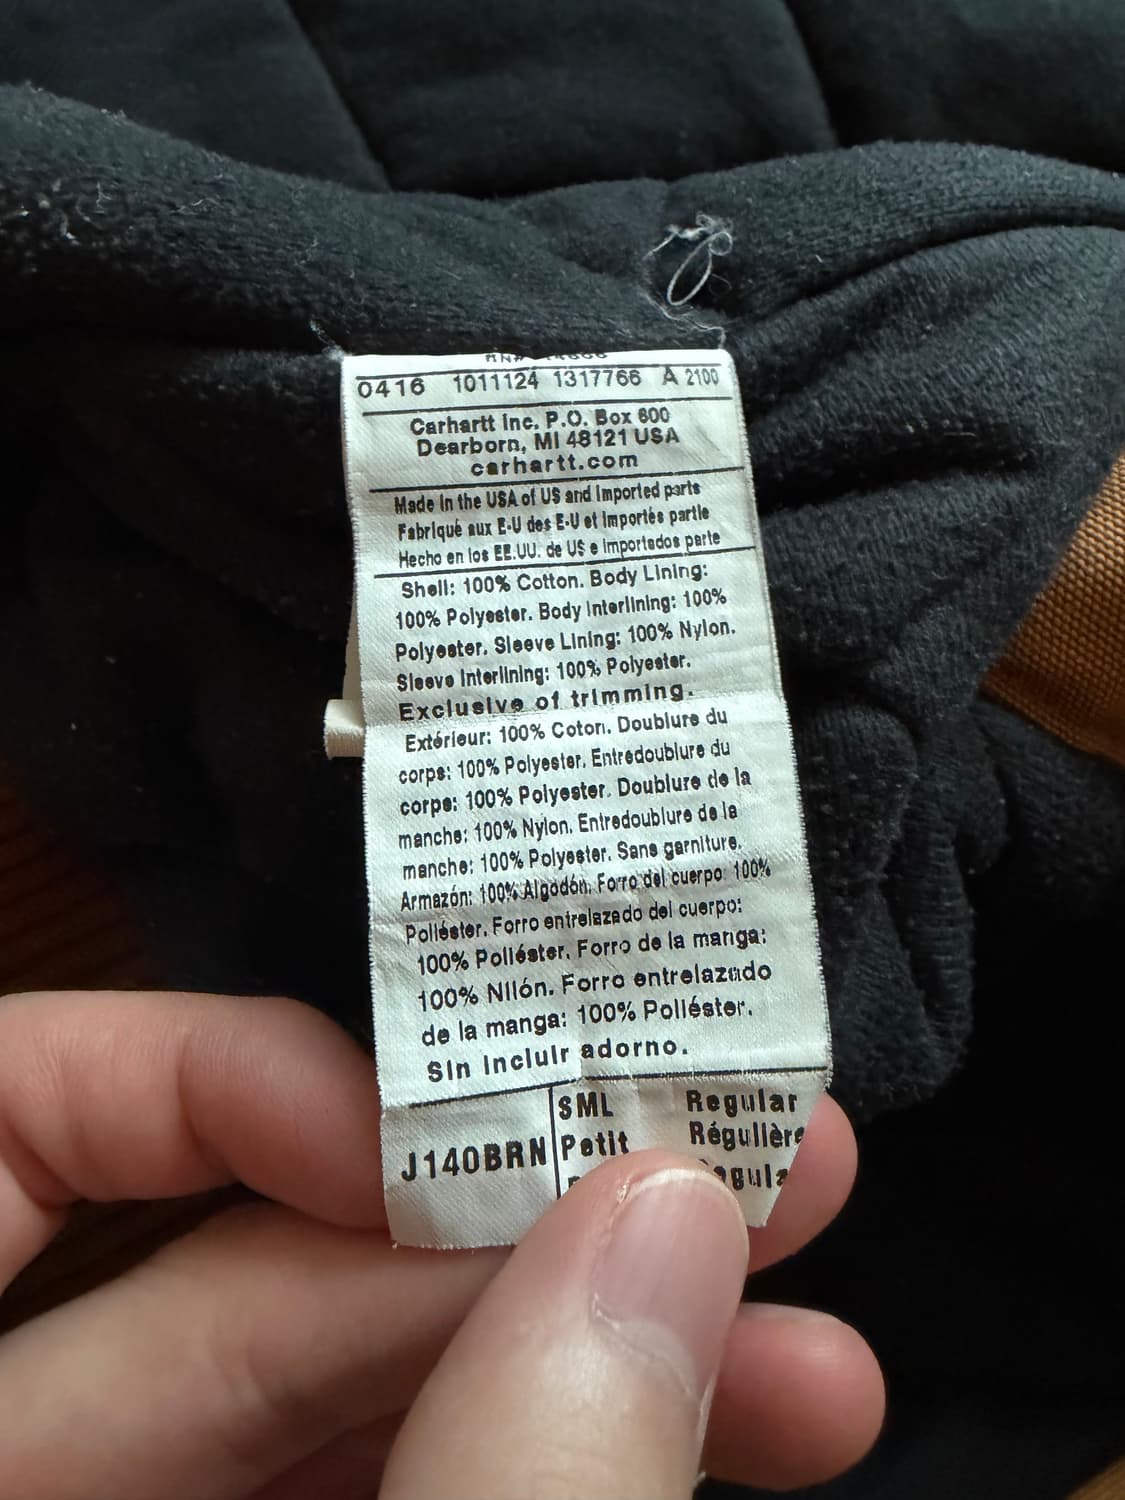 0416 1011124 1317766 A 2100
Carhartt Inc. P.O. Box 600
Dearborn, MI 48121 USA
carhartt.com
Made in the USA of US and Imported parts
Fabriqué aux E-U des E-U et Importés partie
Hecho en los EE.UU. de US e Importados parte
Shell: 100% Cotton. Body Lining:
100% Polyester. Body Interlining: 100%
Polyester. Sleeve Lining: 100% Nylon.
Sleeve Interlining: 100% Polyester.
Exclusive of trimming.
Extérieur: 100% Coton. Doublure du
corps: 100% Polyester. Entredoublure du
corps: 100% Polyester. Doublure de la
manche: 100% Nylon. Entredoublure de la
manche: 100% Polyester. Sans garniture.
Armazón: 100% Algodón. Forro del cuerpo: 100%
Poliéster. Forro entrelazado del cuerpo:
100% Poliéster. Forro de la manga:
100% Nilón. Forro entrelazado
de la manga: 100% Poliéster.
Sin incluir adorno.
J140BRN
SML Regular
Petit Régulière